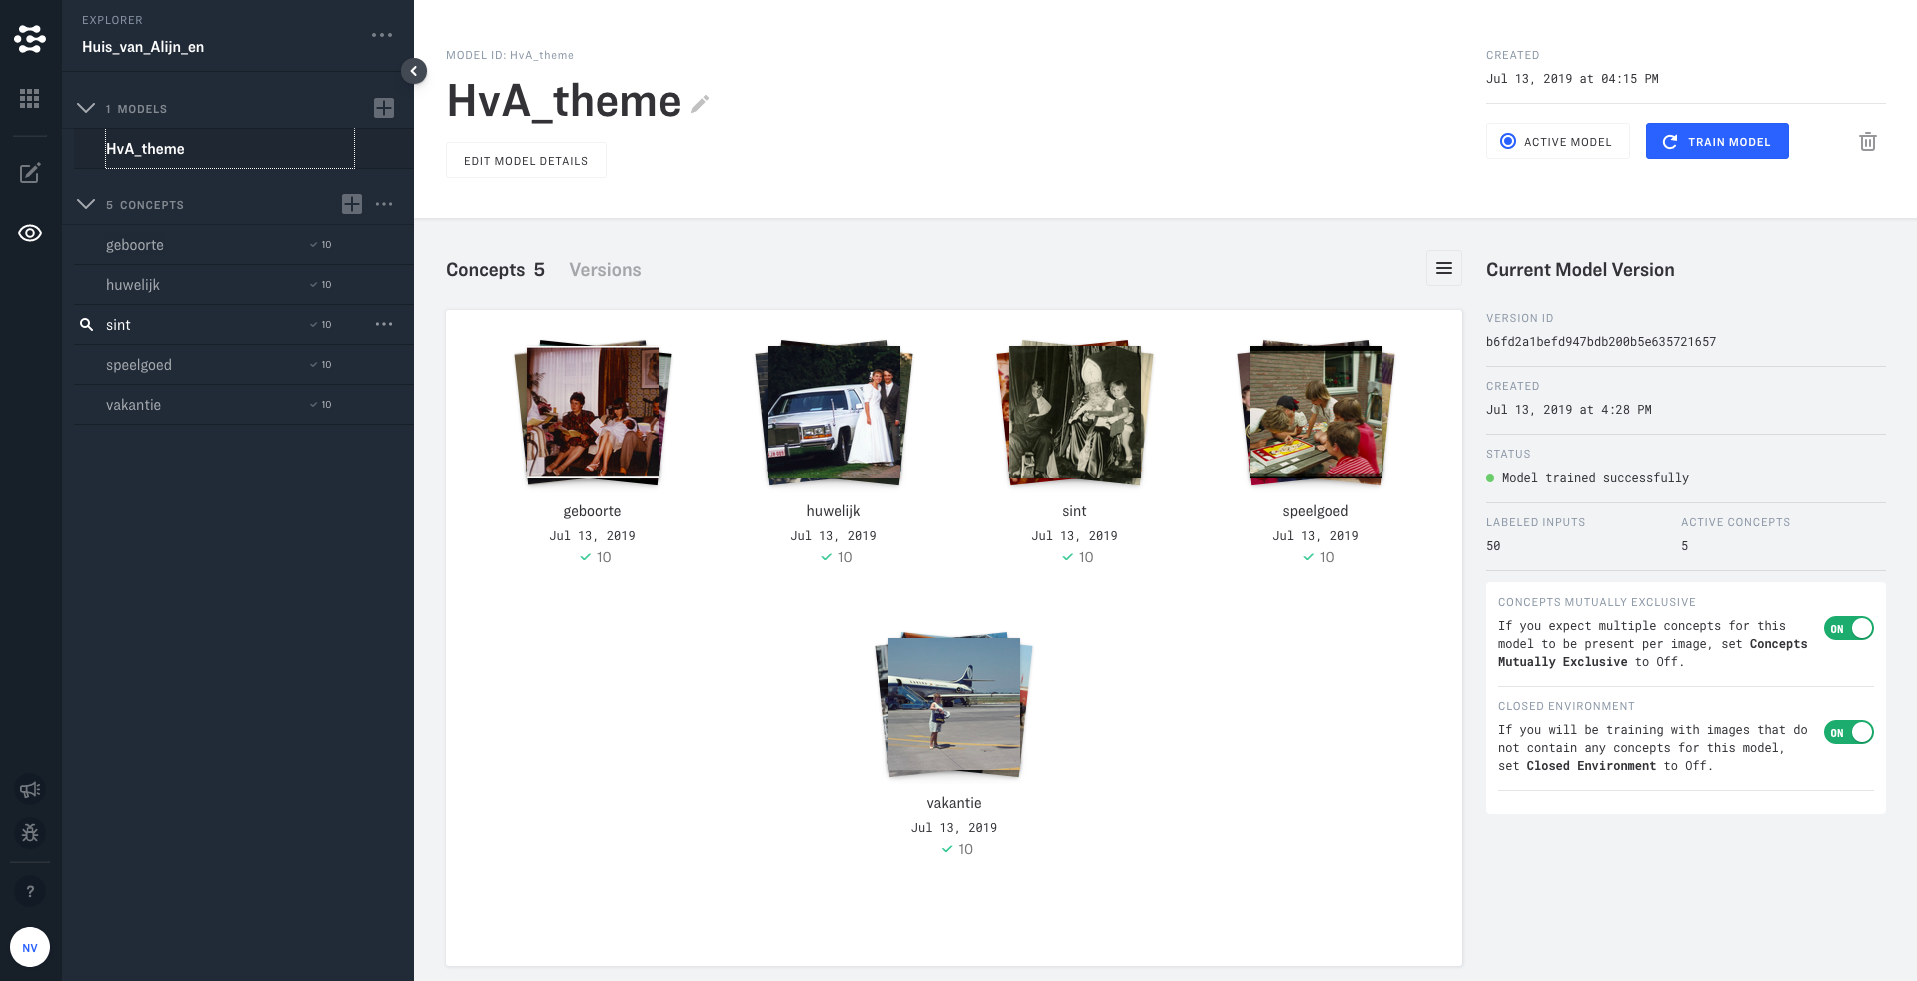 EXPLORER
Huis_van_Alijn_en
1 MODELS
HvA_theme
5 CONCEPTS
geboorte 10
huwelijk 10
sint 10
speelgoed 10
vakantie 10
?
NV
MODEL ID: HvA_theme
HvA_theme
EDIT MODEL DETAILS
CREATED
Jul 13, 2019 at 04:15 PM
ACTIVE MODEL
TRAIN MODEL
Concepts 5 Versions
geboorte
Jul 13, 2019
10
huwelijk
Jul 13, 2019
10
sint
Jul 13, 2019
10
speelgoed
Jul 13, 2019
10
vakantie
Jul 13, 2019
10
Current Model Version
VERSION ID
b6fd2a1befd947bdb200b5e635721657
CREATED
Jul 13, 2019 at 4:28 PM
STATUS
Model trained successfully
LABELED INPUTS ACTIVE CONCEPTS
50 5
CONCEPTS MUTUALLY EXCLUSIVE
If you expect multiple concepts for this
model to be present per image, set Concepts
Mutually Exclusive to Off.
ON
CLOSED ENVIRONMENT
If you will be training with images that do
not contain any concepts for this model,
set Closed Environment to Off.
ON